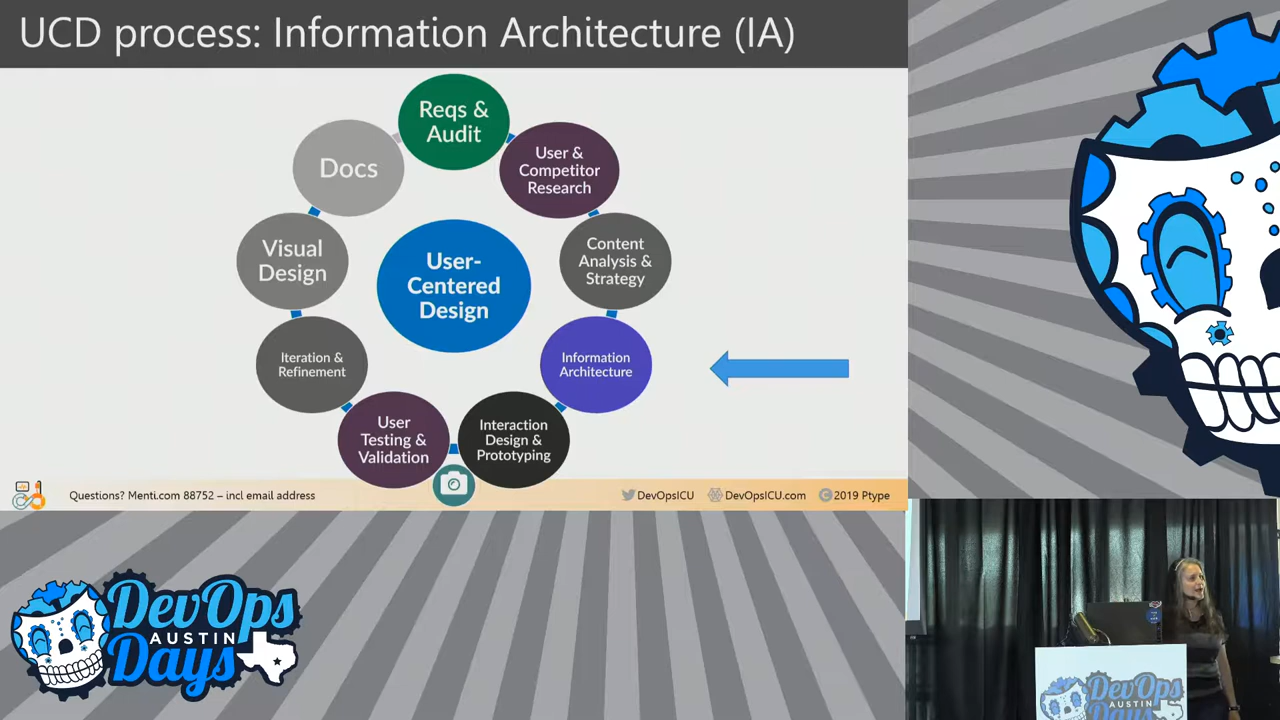 UCD process: Information Architecture (IA)
Reqs &
Audit
User &
Competitor
Research
Content
Analysis &
Strategy
Information
Architecture
Interaction
Design &
Prototyping
User
Testing &
Validation
Iteration &
Refinement
Visual
Design
Docs
User-
Centered
Design
Questions? Menti.com 88752 – incl email address
DevOpsICU
DevOpsICU.com
© 2019 Ptype
DevOps
AUSTIN
Days
DevOps
AUSTIN
Days